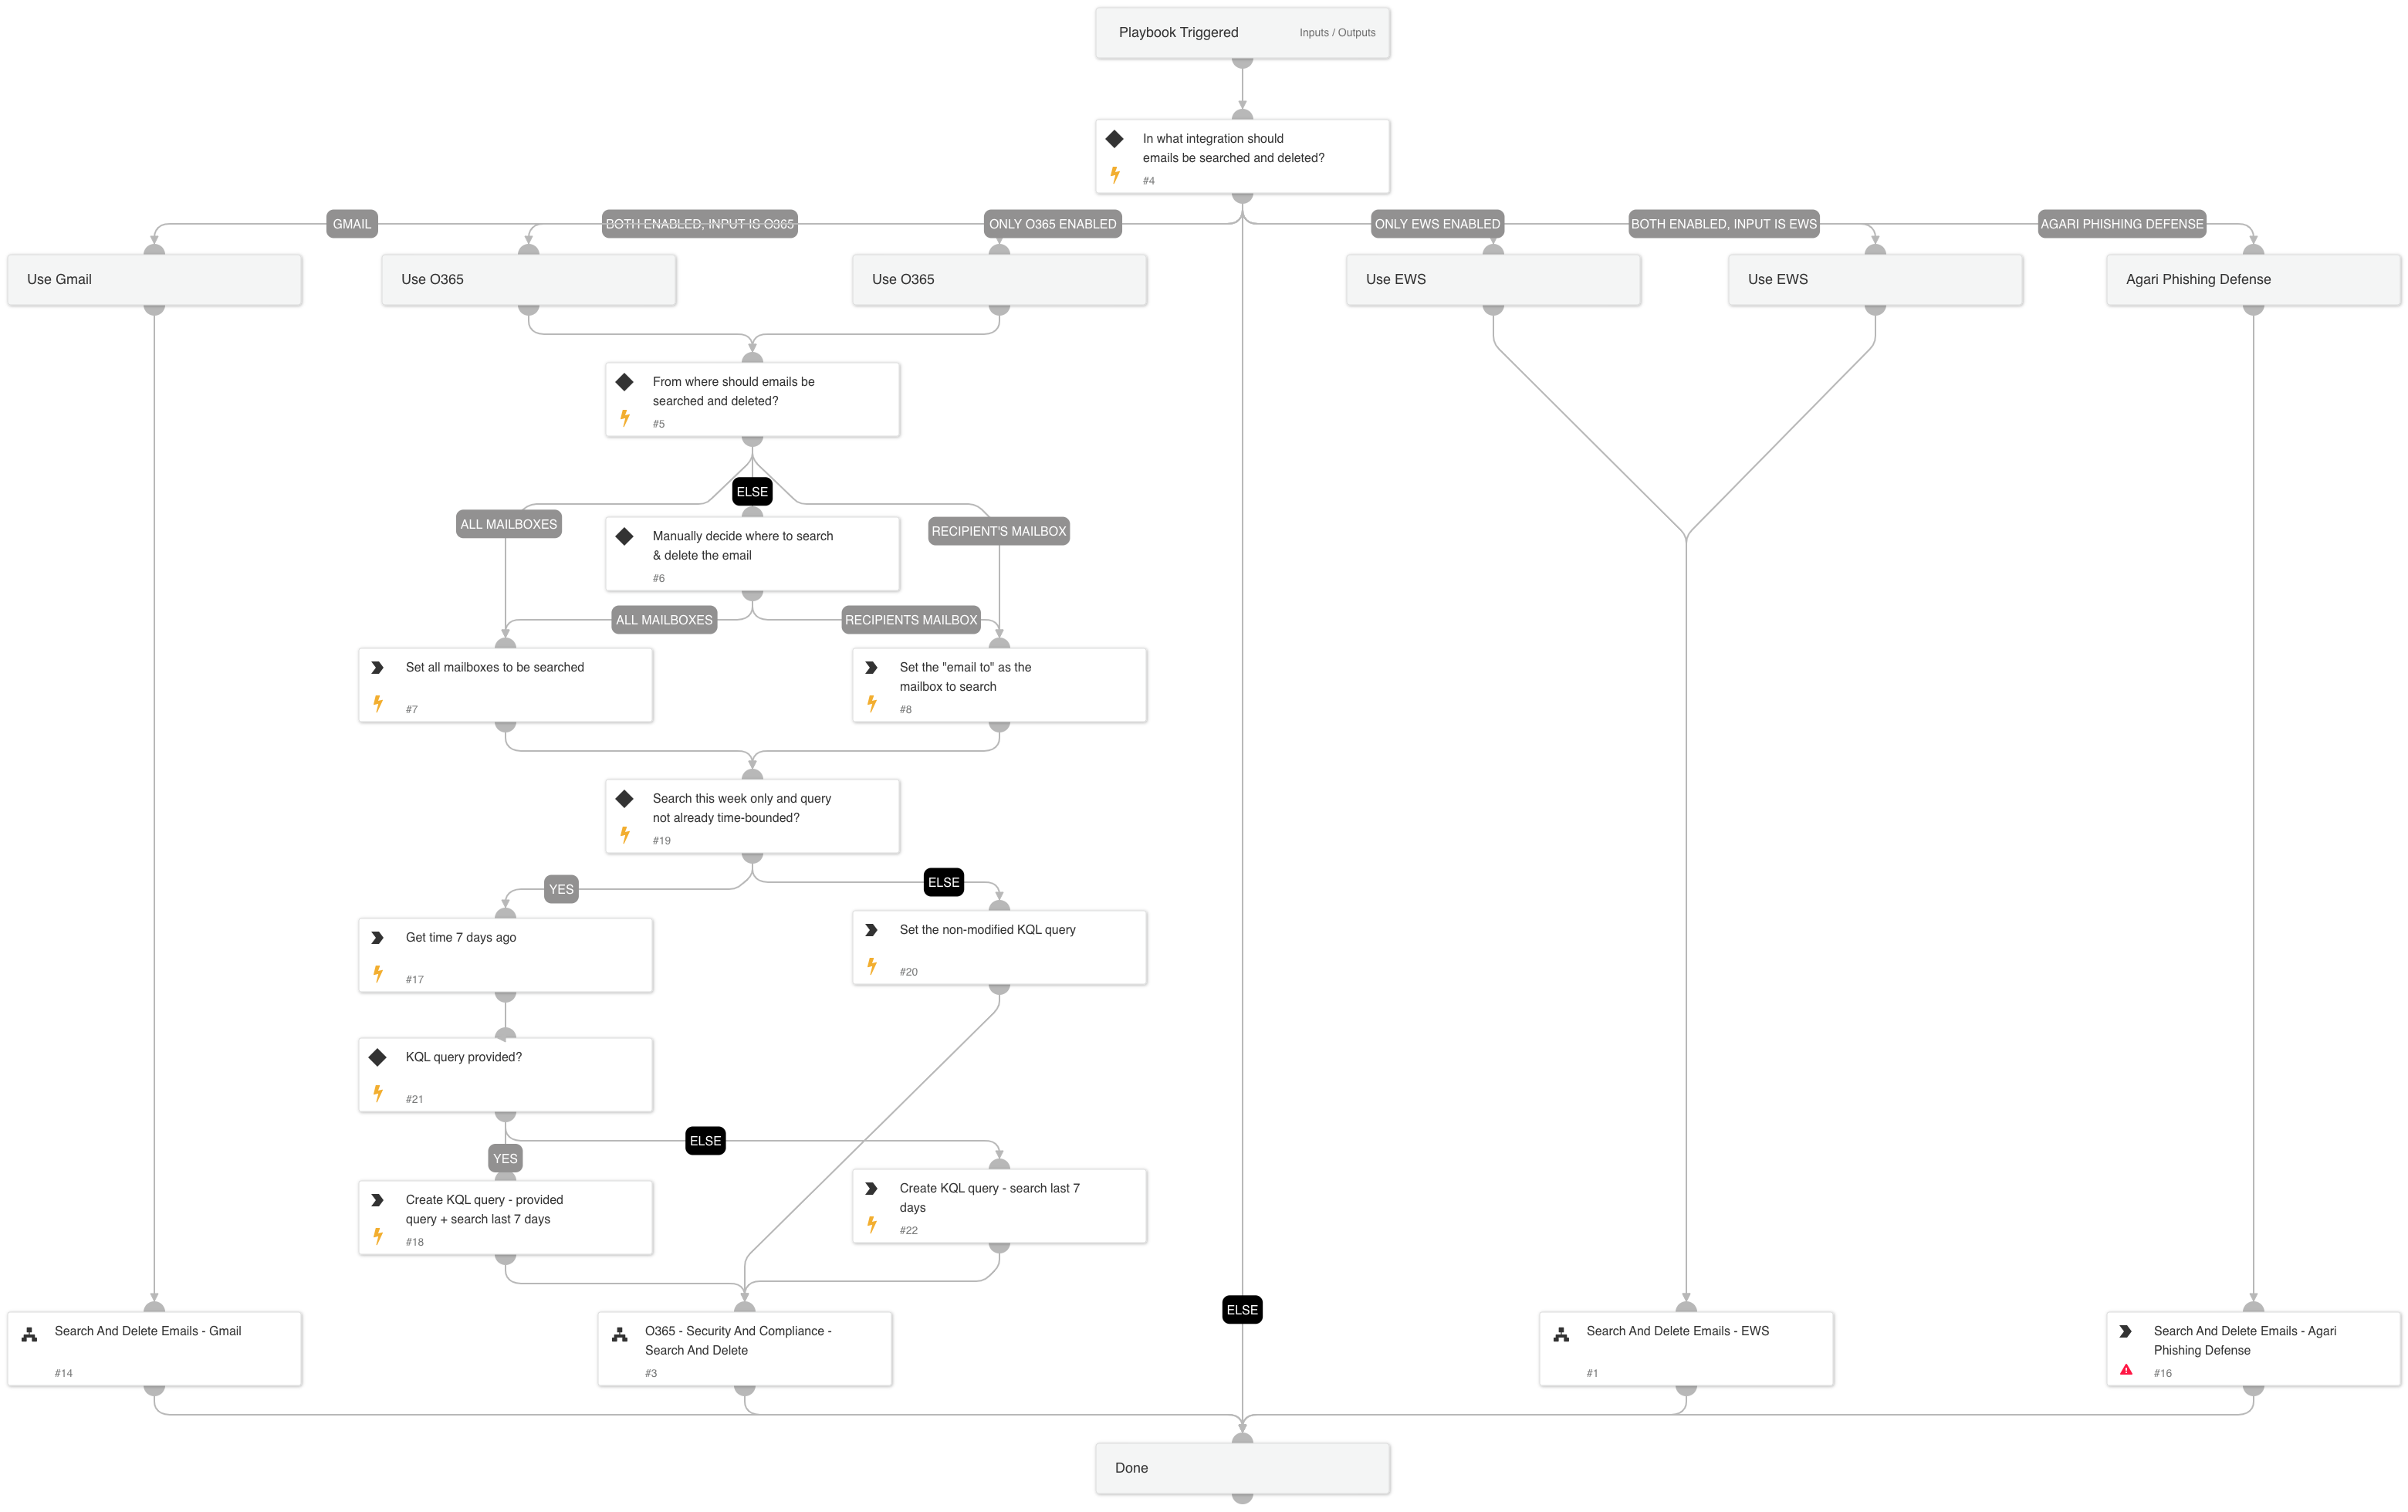 Playbook Triggered
Inputs / Outputs
In what integration should
emails be searched and deleted?
#4
GMAIL
BOTH ENABLED, INPUT IS O365
ONLY O365 ENABLED
ONLY EWS ENABLED
BOTH ENABLED, INPUT IS EWS
AGARI PHISHING DEFENSE
Use Gmail
Use O365
Use O365
Use EWS
Use EWS
Agari Phishing Defense
From where should emails be
searched and deleted?
#5
ELSE
ALL MAILBOXES
RECIPIENT'S MAILBOX
Manually decide where to search
& delete the email
#6
ALL MAILBOXES
RECIPIENTS MAILBOX
Set all mailboxes to be searched
#7
Set the "email to" as the
mailbox to search
#8
Search this week only and query
not already time-bounded?
#19
YES
ELSE
Get time 7 days ago
#17
Set the non-modified KQL query
#20
KQL query provided?
#21
ELSE
YES
Create KQL query - provided
query + search last 7 days
#18
Create KQL query - search last 7
days
#22
ELSE
Search And Delete Emails - Gmail
#14
O365 - Security And Compliance -
Search And Delete
#3
Search And Delete Emails - EWS
#1
Search And Delete Emails - Agari
Phishing Defense
#16
Done